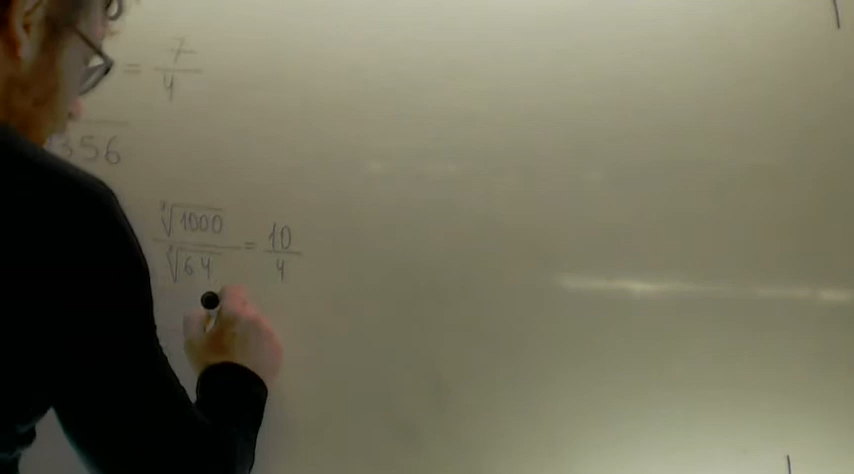 = 7/4
356
∛1000 / ∛64 = 10/4